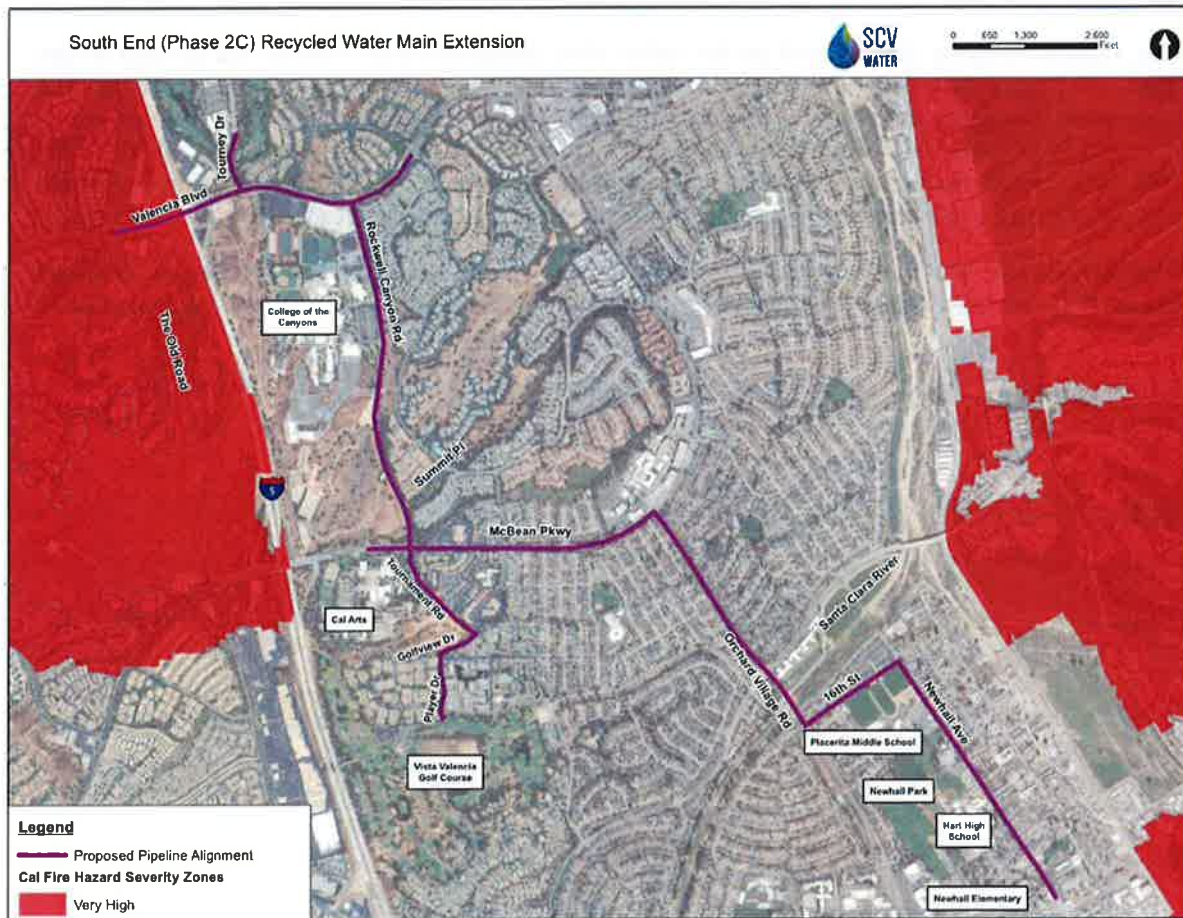 South End (Phase 2C) Recycled Water Main Extension
SCV
WATER
0 650 1,300 2,600
Feet
Tourney Dr
Valencia Blvd
Rockwell Canyon Rd
College of the
Canyons
The Old Road
Summit Pl
5
McBean Pkwy
Tournament Rd
Cal Arts
Golfview Dr
Player Dr
Santa Clara River
Orchard Village Rd
16th St
Newhall Ave
Placerita Middle School
Vista Valencia
Golf Course
Newhall Park
Hart High
School
Newhall Elementary
Legend
Proposed Pipeline Alignment
Cal Fire Hazard Severity Zones
Very High